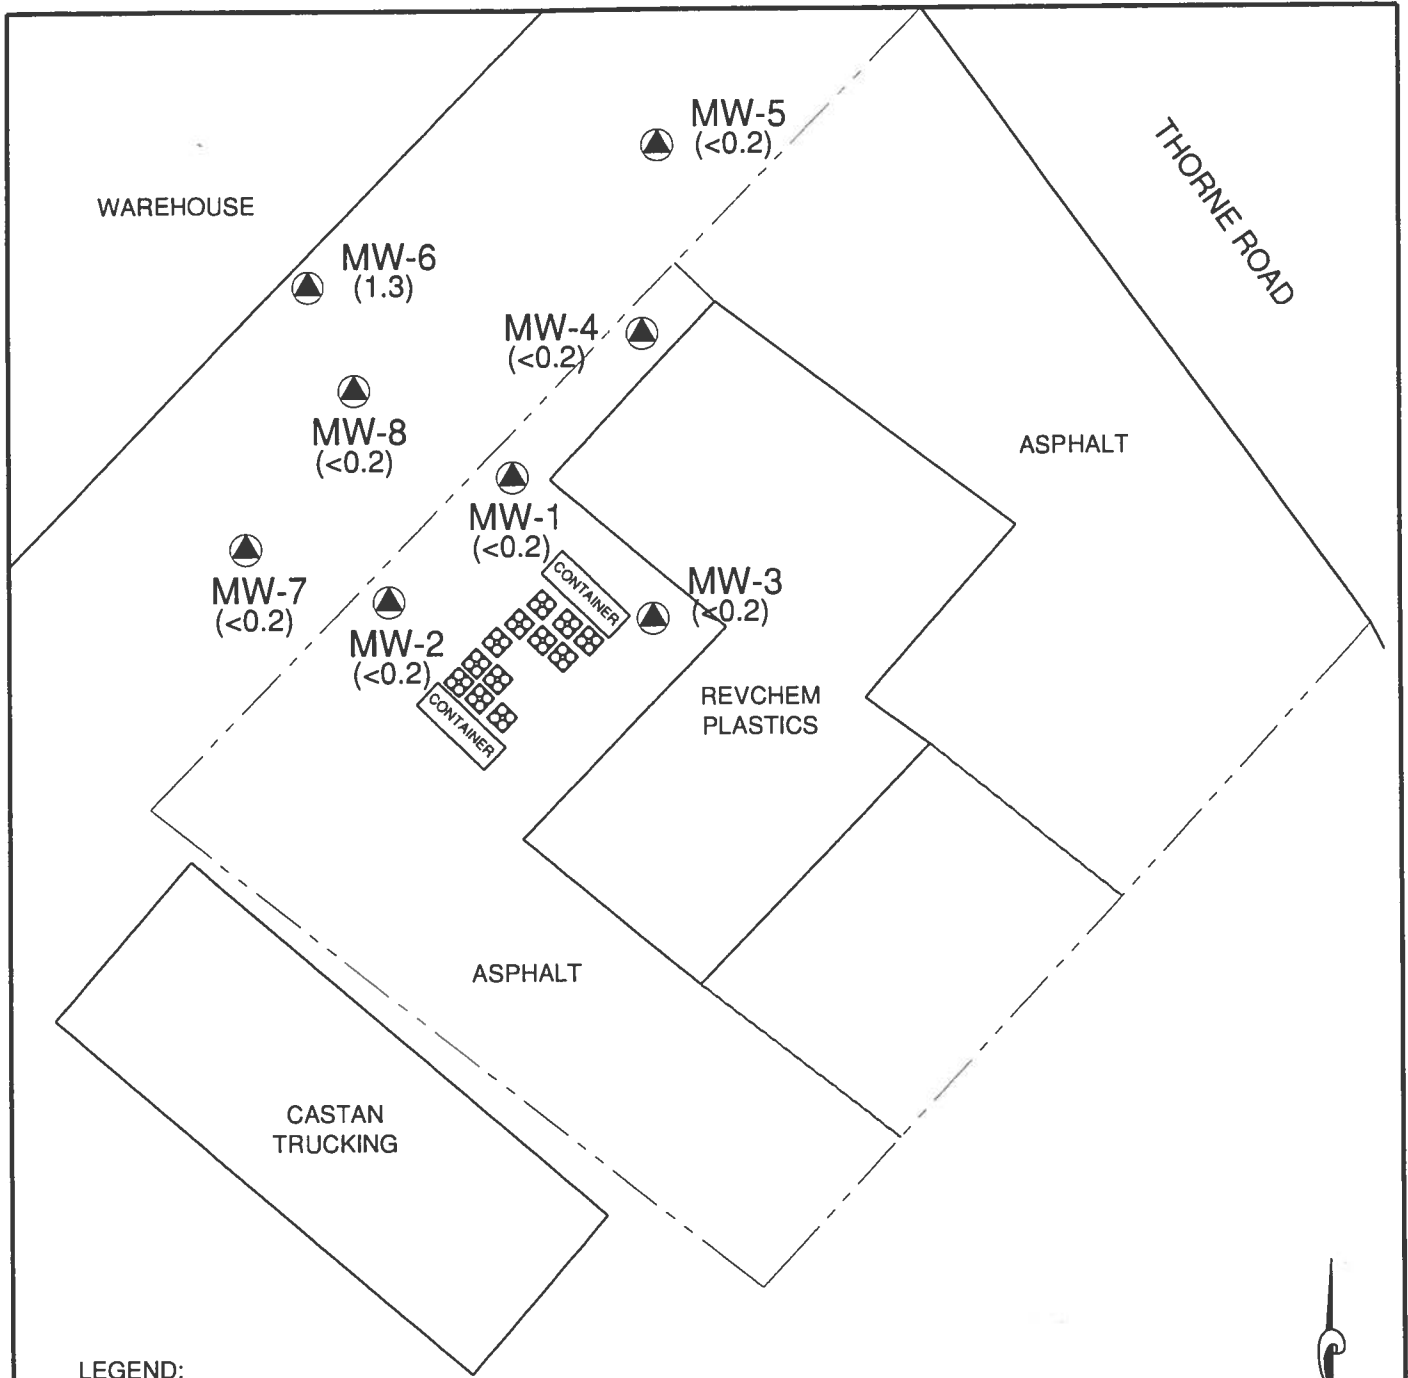 MW-5
(<0.2)
THORNE ROAD
WAREHOUSE
MW-6
(1.3)
MW-4
(<0.2)
MW-8
(<0.2)
ASPHALT
MW-1
(<0.2)
CONTAINER
MW-3
(<0.2)
MW-7
(<0.2)
MW-2
(<0.2)
CONTAINER
REVCHEM
PLASTICS
ASPHALT
CASTAN
TRUCKING
LEGEND: